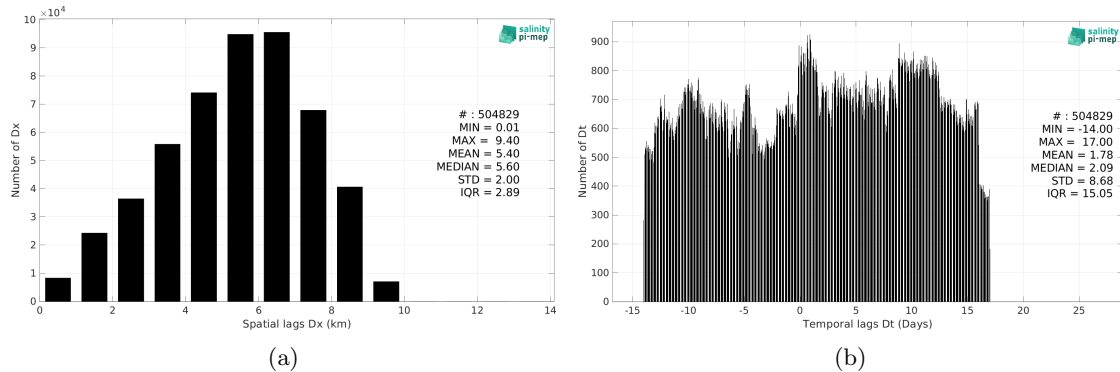 ×10⁴
10
9
8
7
6
5
4
3
2
1
0
Number of Dx
0 2 4 6 8 10 12 14
Spatial lags Dx (km)
salinity
pi-mep
# : 504829
MIN = 0.01
MAX = 9.40
MEAN = 5.40
MEDIAN = 5.60
STD = 2.00
IQR = 2.89
(a)
900
800
700
600
500
400
300
200
100
0
Number of Dt
-15 -10 -5 0 5 10 15 20 25
Temporal lags Dt (Days)
salinity
pi-mep
# : 504829
MIN = -14.00
MAX = 17.00
MEAN = 1.78
MEDIAN = 2.09
STD = 8.68
IQR = 15.05
(b)